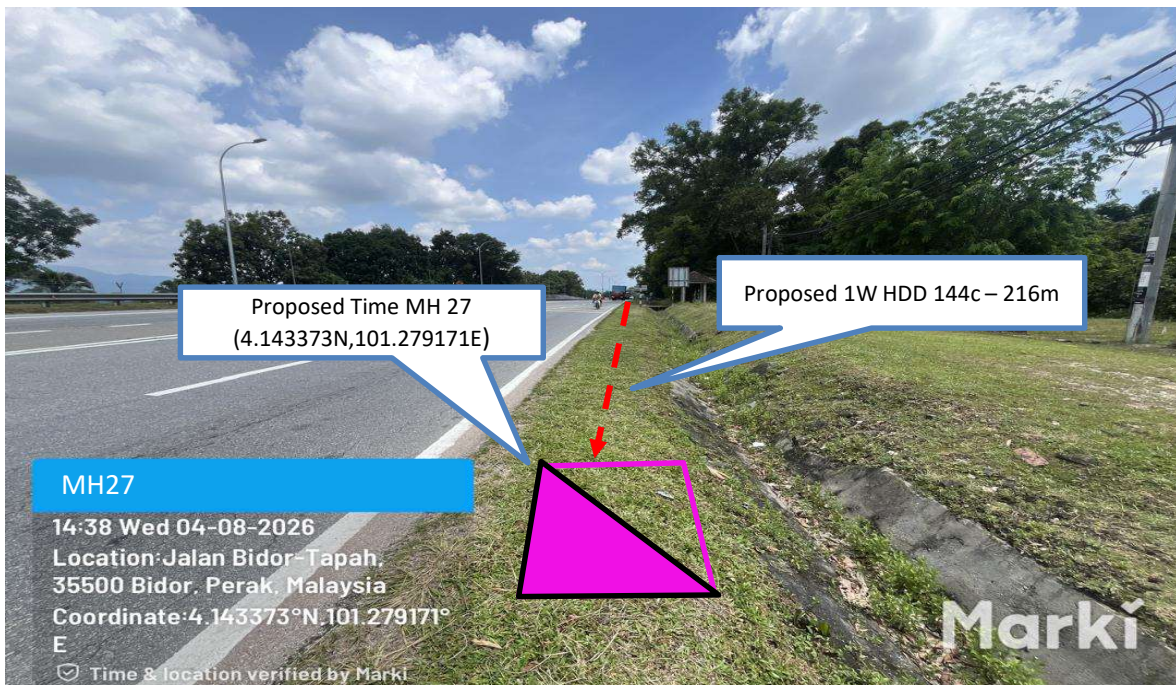 Proposed Time MH 27
(4.143373N,101.279171E)
Proposed 1W HDD 144c – 216m
MH27
14:38 Wed 04-08-2026
Location:Jalan Bidor-Tapah,
35500 Bidor, Perak, Malaysia
Coordinate:4.143373°N,101.279171°
E
Time & location verified by Marki
Marki